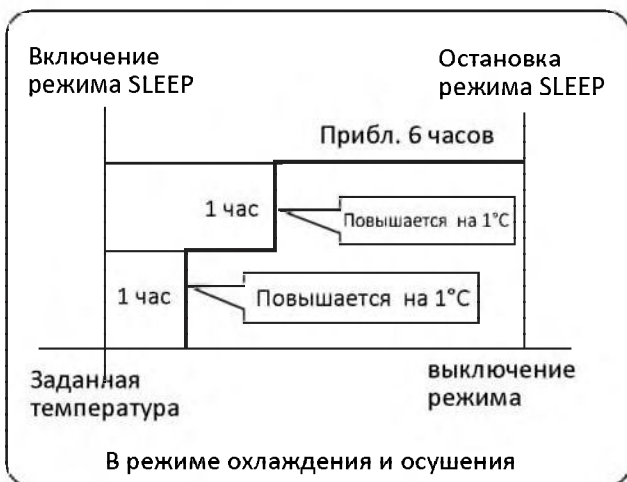 Включение
режима SLEEP
Остановка
режима SLEEP
Прибл. 6 часов
1 час
Повышается на 1°C
1 час
Повышается на 1°C
Заданная
температура
выключение
режима
В режиме охлаждения и осушения